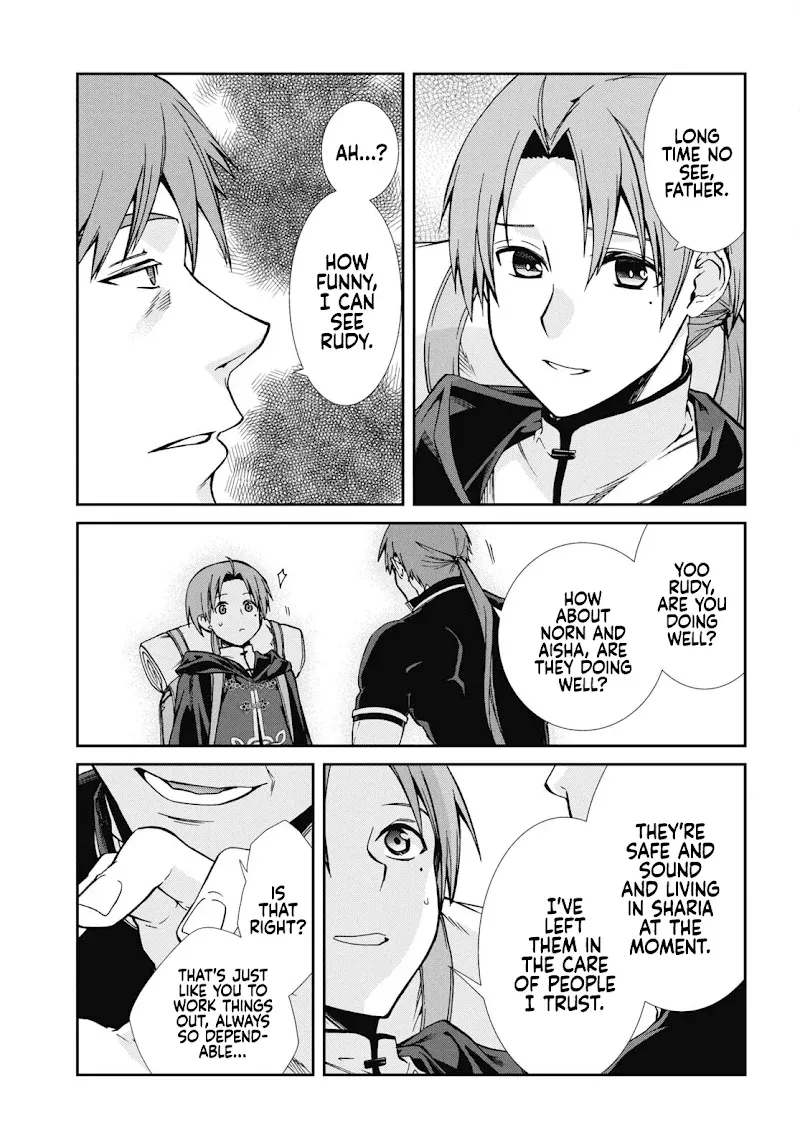 LONG
TIME NO
SEE,
FATHER.
AH...?
HOW
FUNNY,
I CAN
SEE
RUDY.
YOO
RUDY,
ARE YOU
DOING
WELL?
HOW
ABOUT
NORN AND
AISHA, ARE
THEY DOING
WELL?
THEY'RE
SAFE AND
SOUND
AND LIVING
IN SHARIA
AT THE
MOMENT.
I'VE
LEFT
THEM IN
THE CARE
OF PEOPLE
I TRUST.
IS
THAT
RIGHT?
THAT'S JUST
LIKE YOU TO
WORK THINGS
OUT, ALWAYS
SO DEPEND-
ABLE...